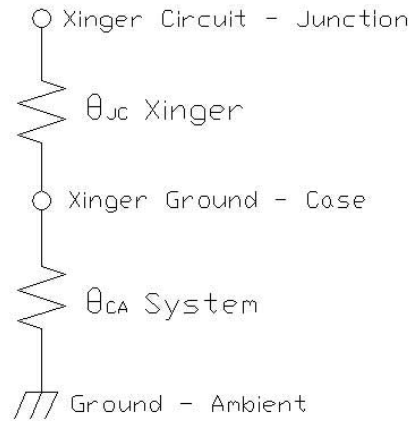 Xinger Circuit - Junction
θJC Xinger
Xinger Ground - Case
θCA System
Ground - Ambient